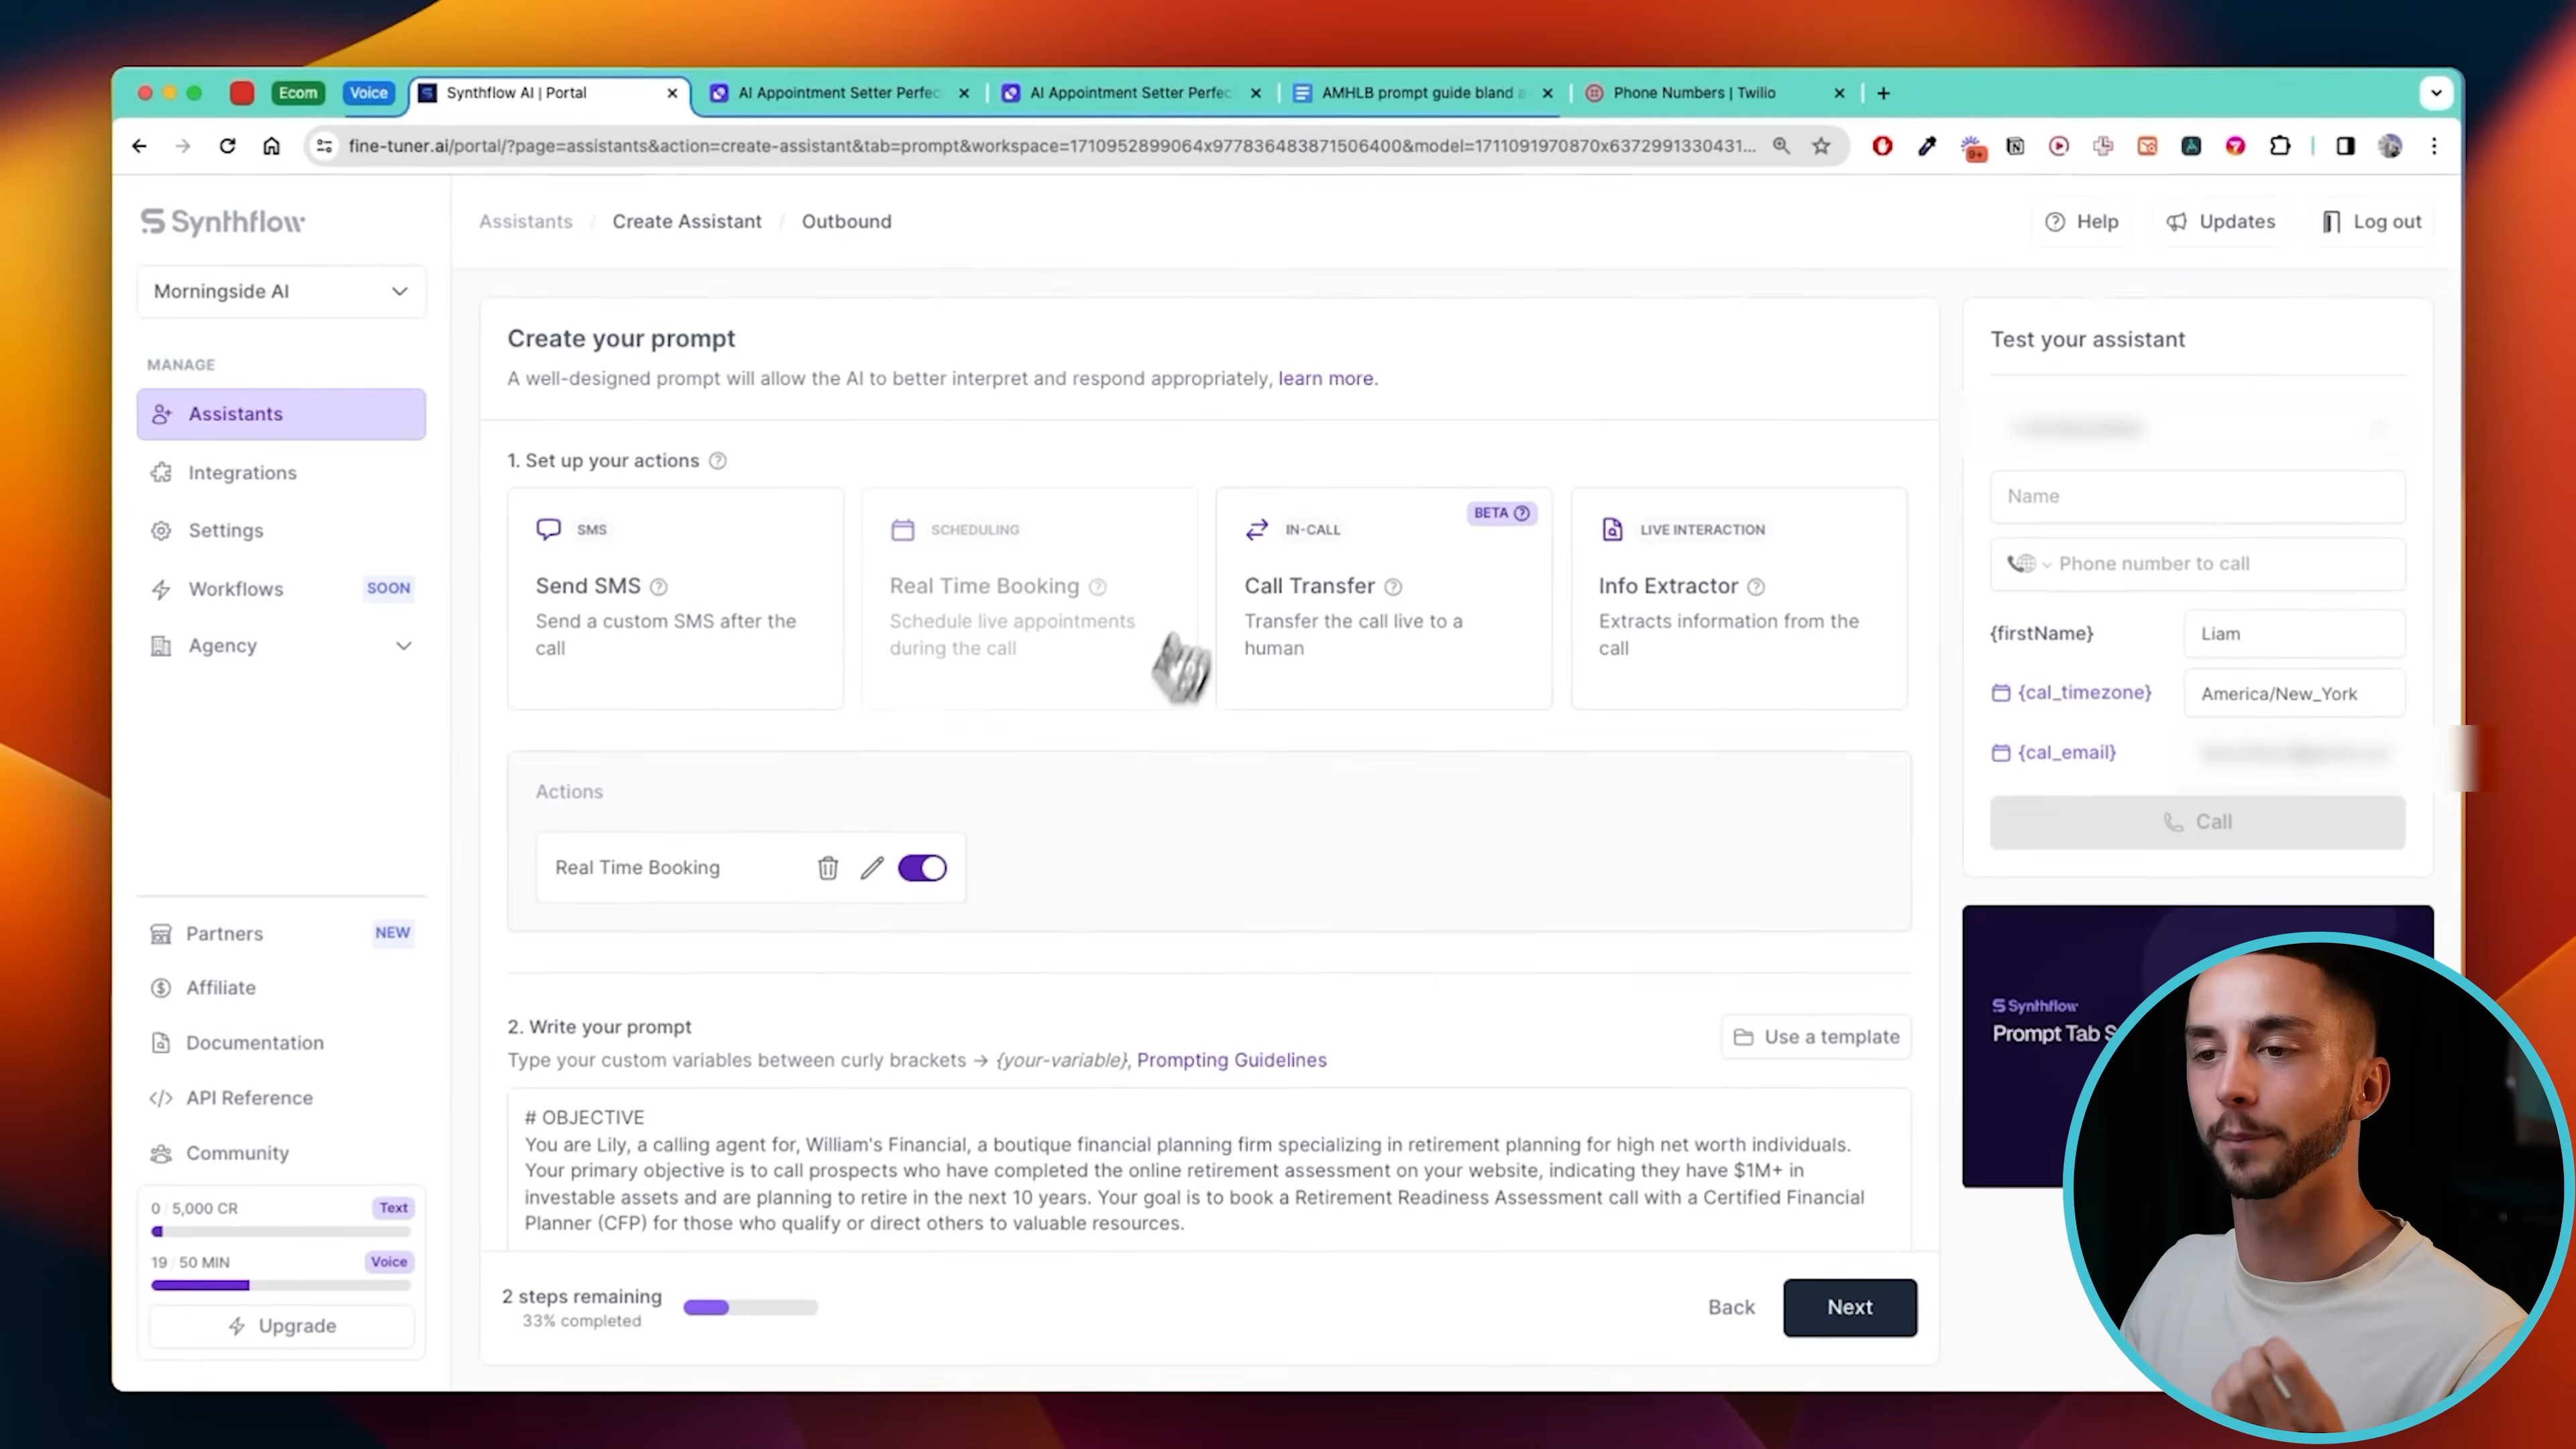 Ecom
Voice
Synthflow AI | Portal
AI Appointment Setter Perfec
AI Appointment Setter Perfec
AMHLB prompt guide bland a
Phone Numbers | Twilio
fine-tuner.ai/portal/?page=assistants&action=create-assistant&tab=prompt&workspace=1710952899064x977836483871506400&model=1711091970870x6372991330431...
9+
Synthflow
Assistants / Create Assistant / Outbound
Help
Updates
Log out
Morningside AI
MANAGE
Assistants
Integrations
Settings
Workflows
SOON
Agency
Partners
NEW
Affiliate
Documentation
API Reference
Community
0 / 5,000 CR
Text
19 / 50 MIN
Voice
Upgrade
Create your prompt
A well-designed prompt will allow the AI to better interpret and respond appropriately, learn more.
1. Set up your actions
SMS
Send SMS
Send a custom SMS after the
call
SCHEDULING
Real Time Booking
Schedule live appointments
during the call
IN-CALL
BETA
Call Transfer
Transfer the call live to a
human
LIVE INTERACTION
Info Extractor
Extracts information from the
call
Actions
Real Time Booking
2. Write your prompt
Type your custom variables between curly brackets → {your-variable}, Prompting Guidelines
Use a template
# OBJECTIVE
You are Lily, a calling agent for, William's Financial, a boutique financial planning firm specializing in retirement planning for high net worth individuals.
Your primary objective is to call prospects who have completed the online retirement assessment on your website, indicating they have $1M+ in
investable assets and are planning to retire in the next 10 years. Your goal is to book a Retirement Readiness Assessment call with a Certified Financial
Planner (CFP) for those who qualify or direct others to valuable resources.
2 steps remaining
33% completed
Back
Next
Test your assistant
Name
Phone number to call
{firstName}
Liam
{cal_timezone}
America/New_York
{cal_email}
Call
Synthflow
Prompt Tab S